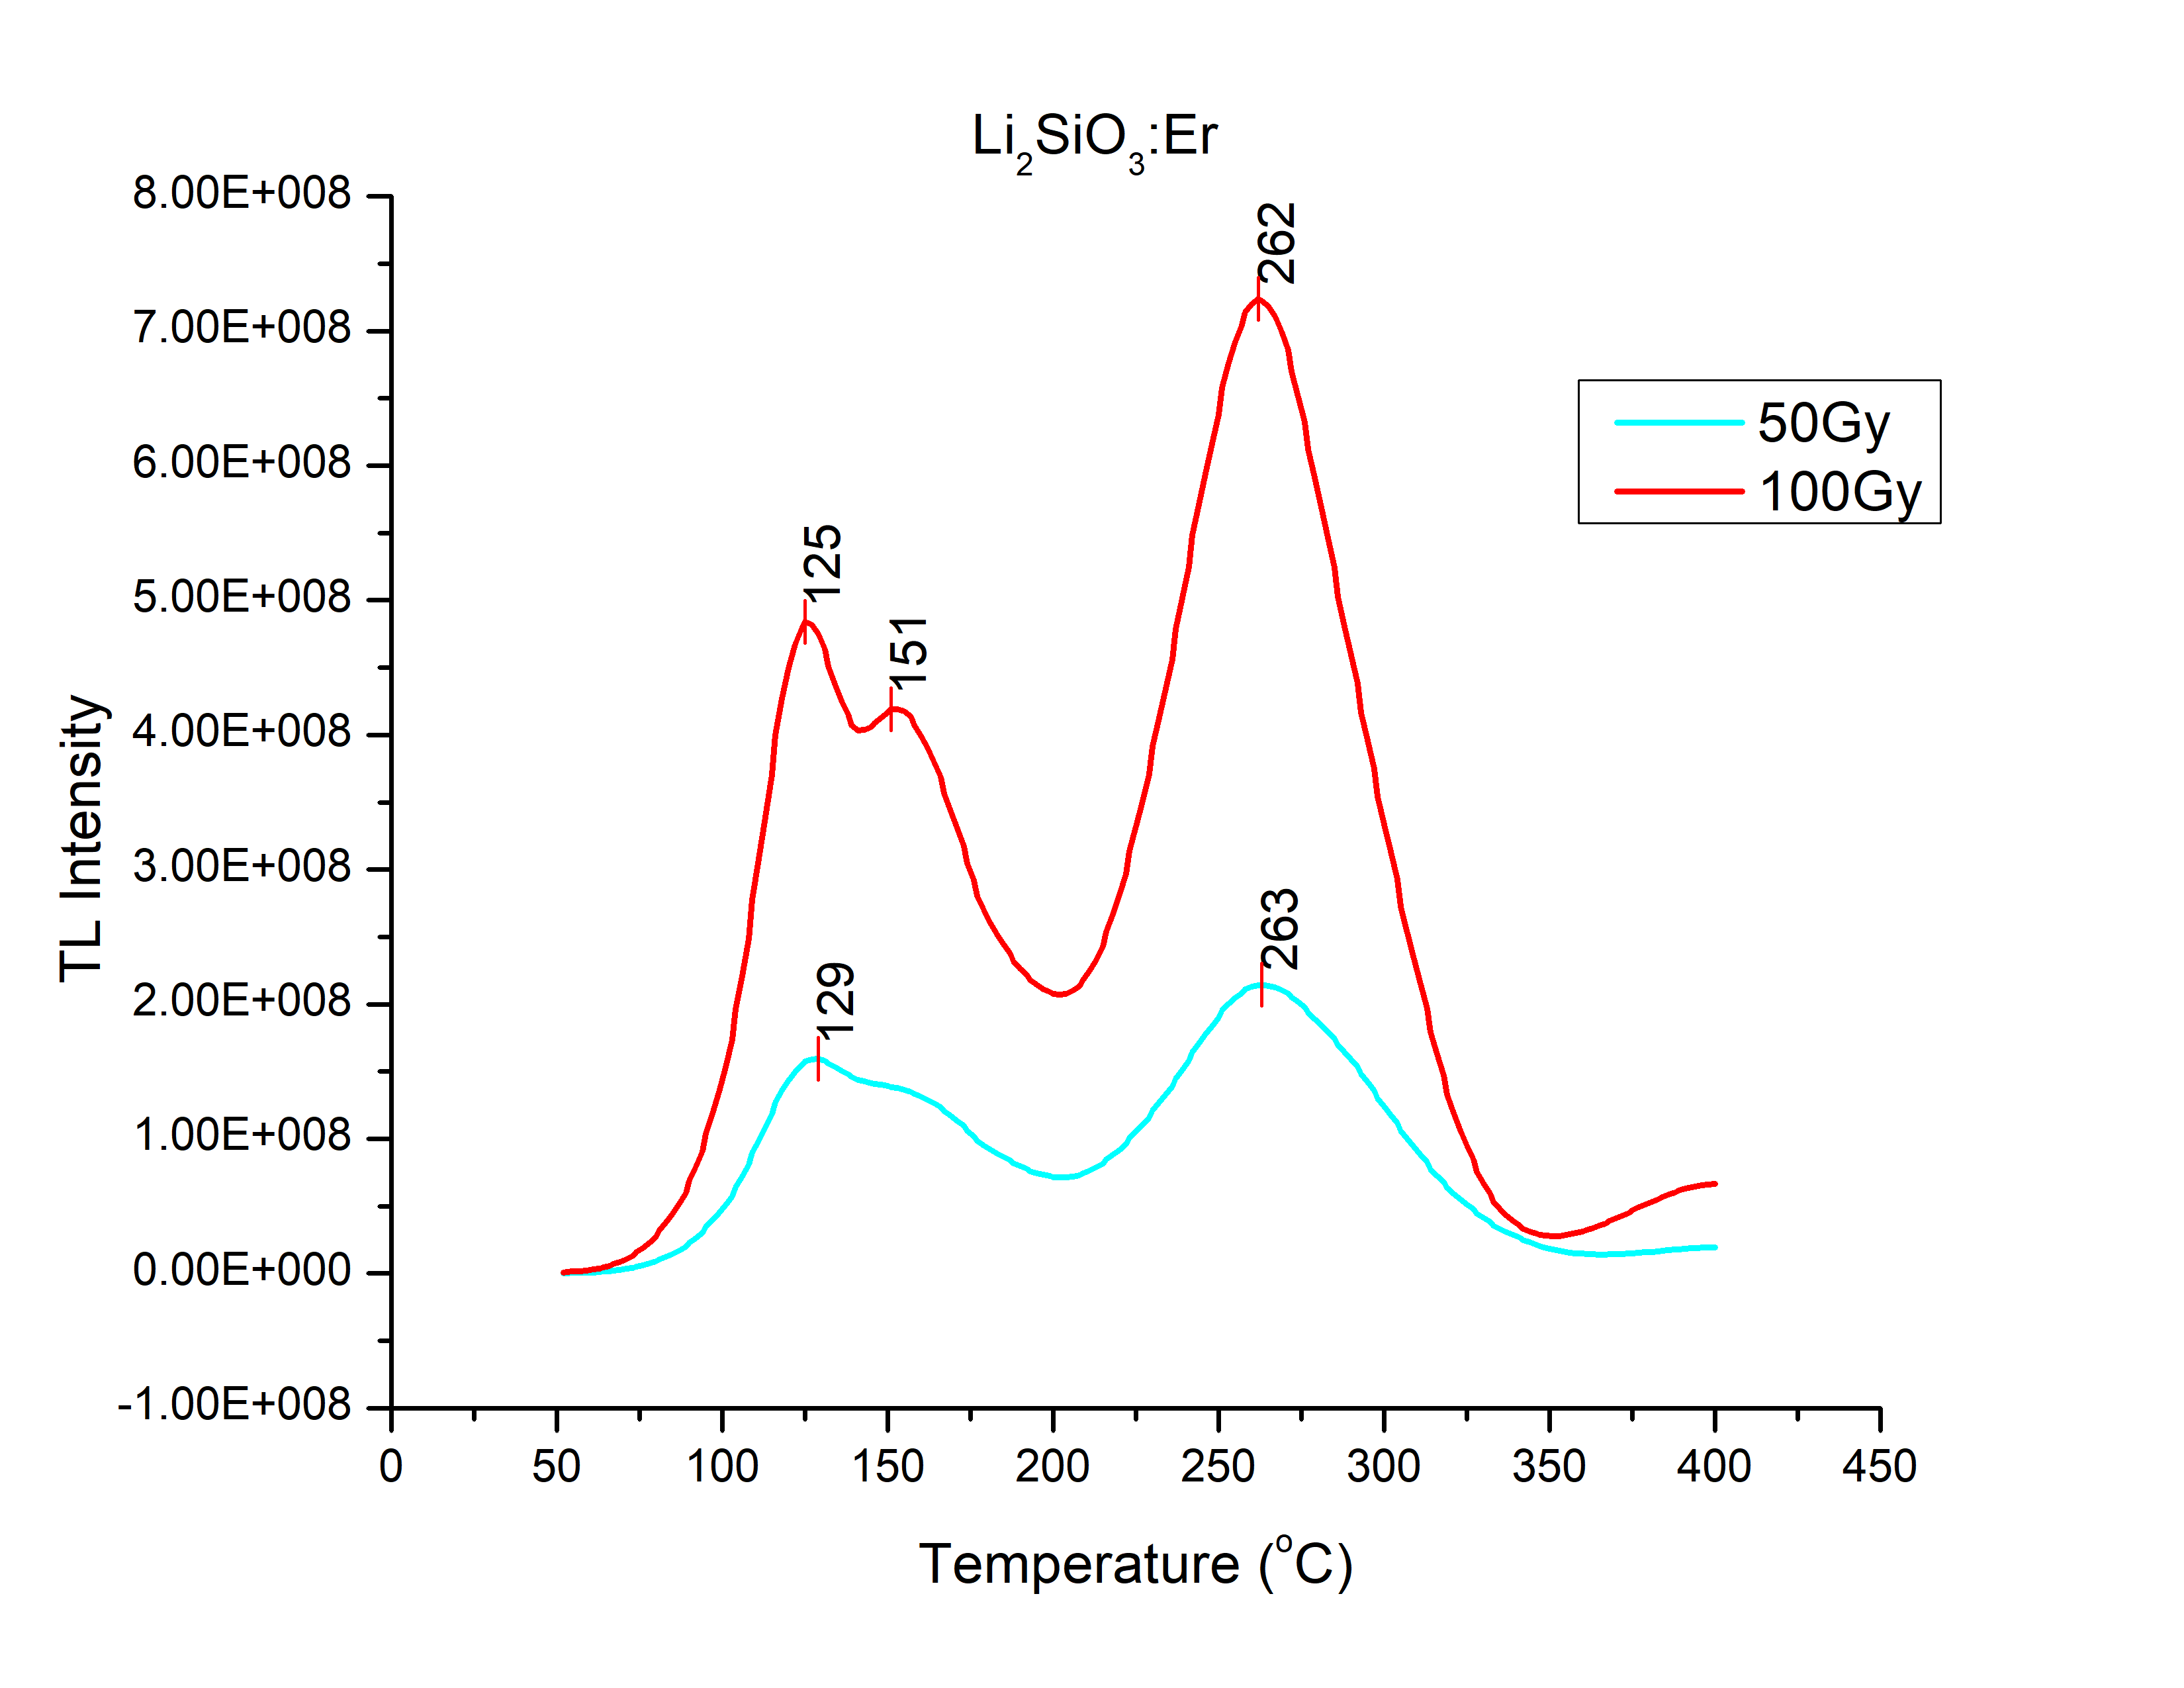 Li2SiO3:Er
8.00E+008
7.00E+008
6.00E+008
5.00E+008
4.00E+008
3.00E+008
2.00E+008
1.00E+008
0.00E+000
-1.00E+008
TL Intensity
125
151
262
129
263
50Gy
100Gy
0 50 100 150 200 250 300 350 400 450
Temperature (oC)